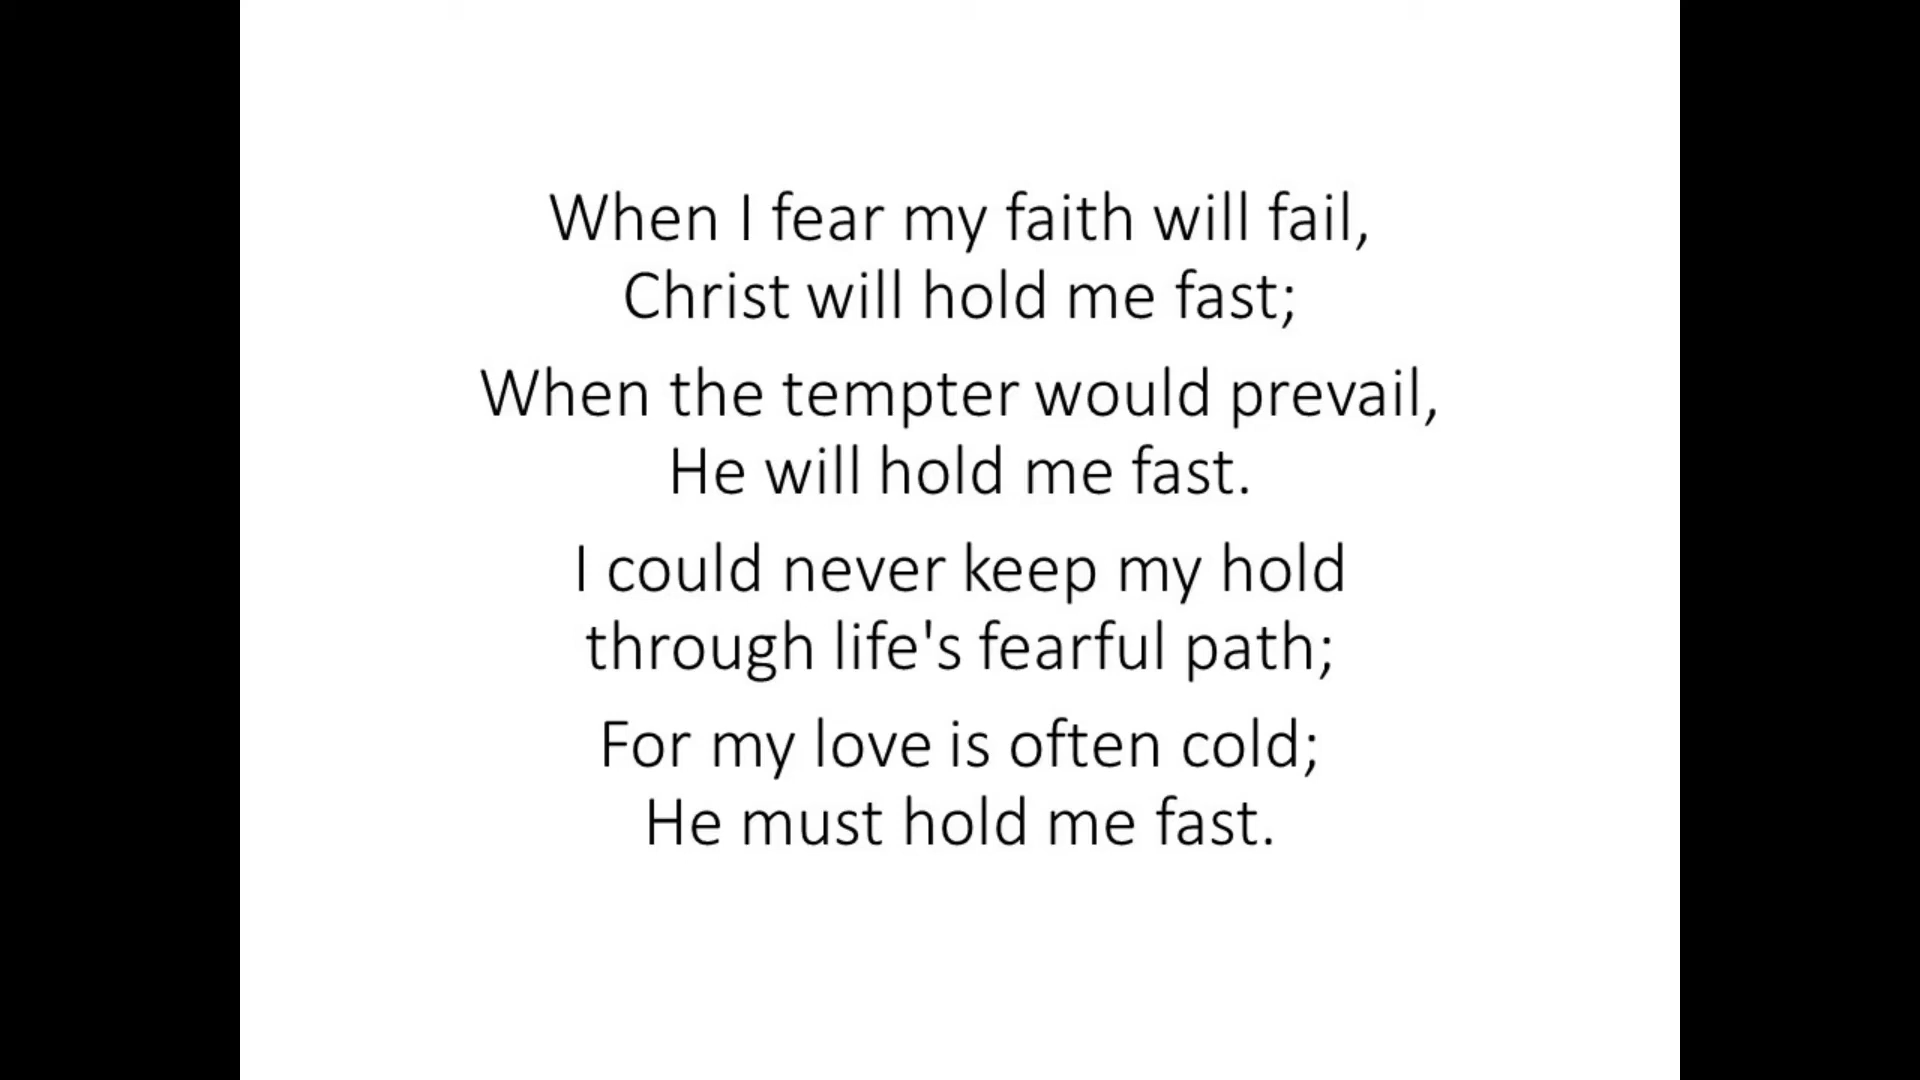 When I fear my faith will fail,
Christ will hold me fast;
When the tempter would prevail,
He will hold me fast.
I could never keep my hold
through life's fearful path;
For my love is often cold;
He must hold me fast.